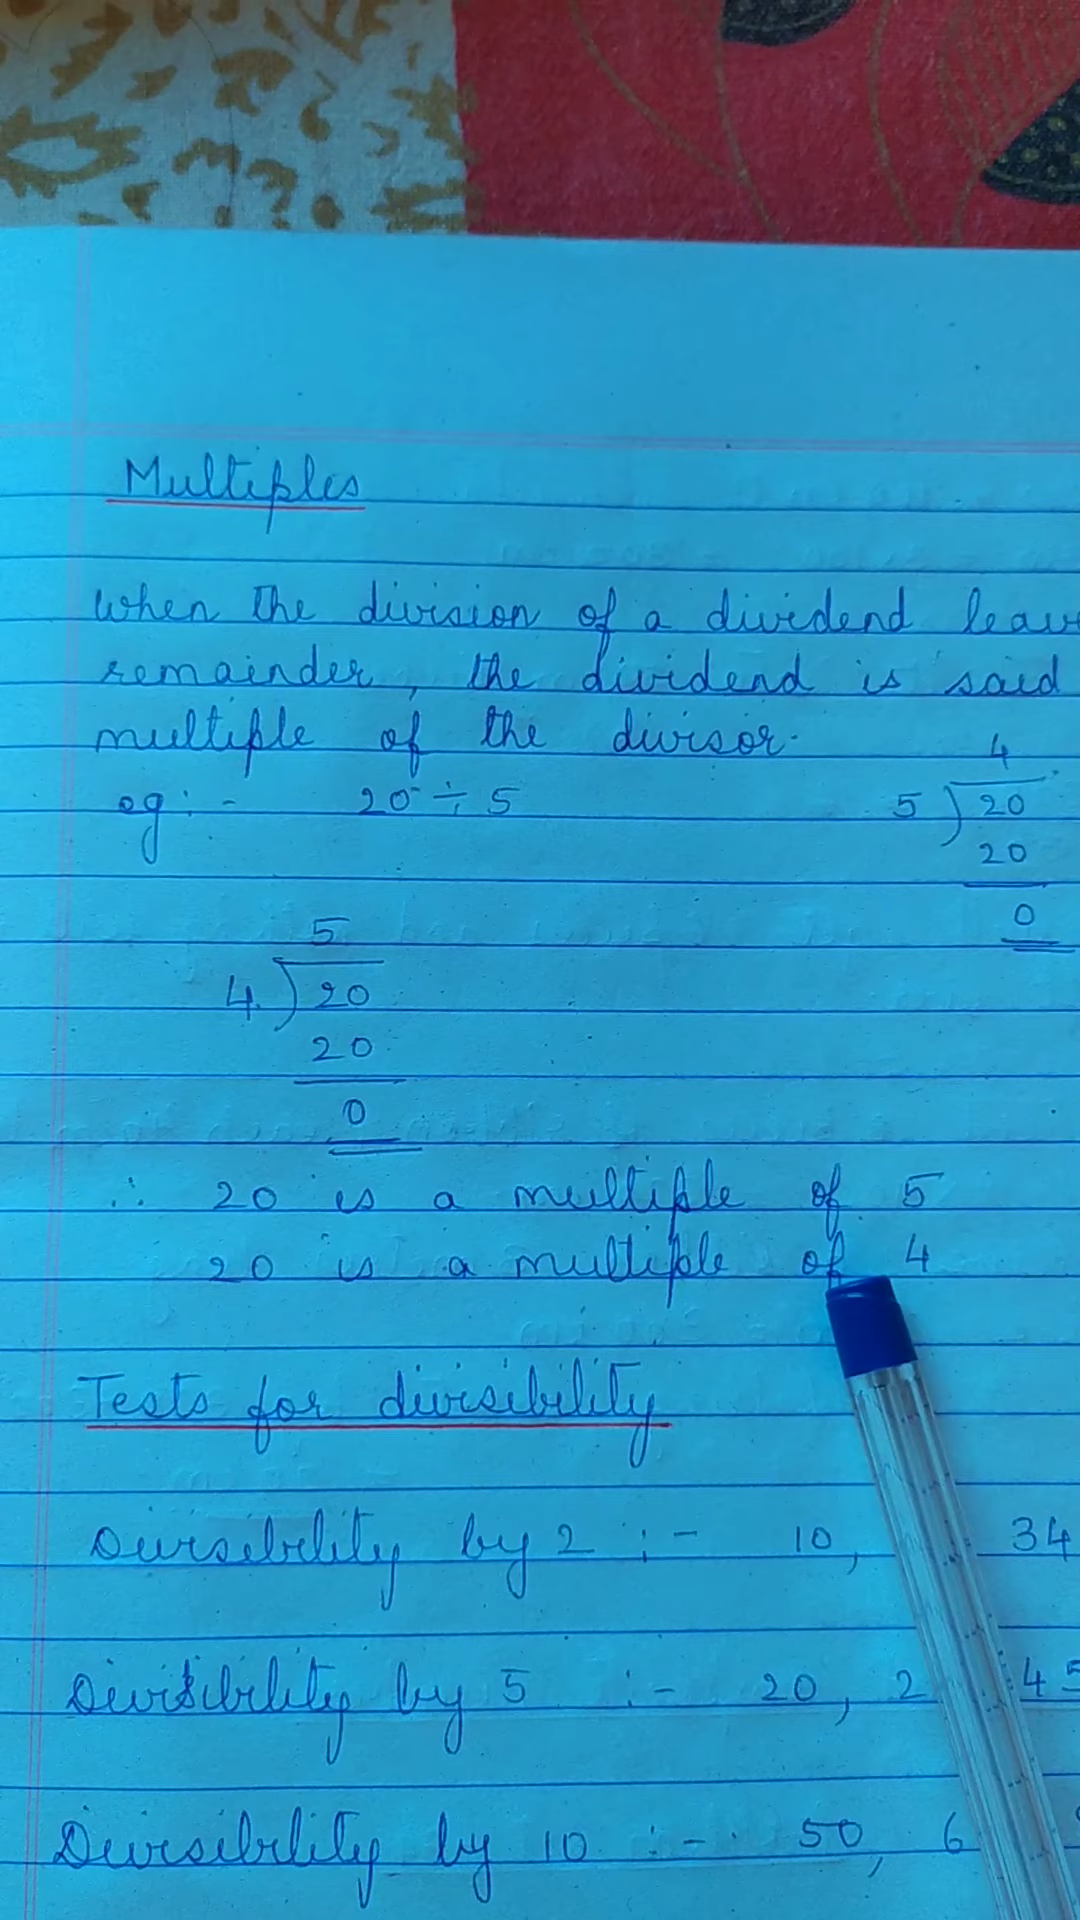 Multiples
When the division of a dividend leave
remainder, the dividend is said
multiple of the divisor.
eg:- 20 ÷ 5
4
5 ) 20
20
0
5
4 ) 20
20
0
∴ 20 is a multiple of 5
20 is a multiple of 4
Tests for divisibility
Divisibility by 2 :- 10, 34
Divisibility by 5 :- 20, 2 45
Divisibility by 10 :- 50, 6